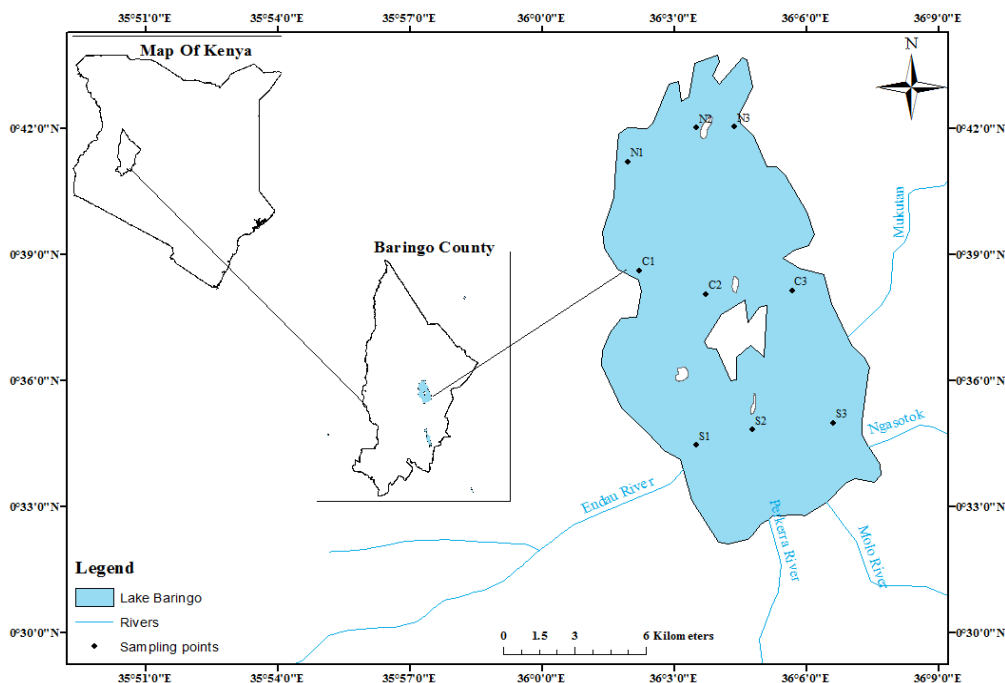 35°51'0"E 35°54'0"E 35°57'0"E 36°0'0"E 36°3'0"E 36°6'0"E 36°9'0"E
Map Of Kenya
N
N2 N3
0°42'0"N 0°42'0"N
N1
Mukutan
0°39'0"N 0°39'0"N
Baringo County
C1
C2 C3
0°36'0"N 0°36'0"N
S1 S2 S3
Ngasotok
Endau River
0°33'0"N 0°33'0"N
Perkerra River
Molo River
Legend
Lake Baringo
Rivers
Sampling points
0 1.5 3 6 Kilometers
0°30'0"N 0°30'0"N
35°51'0"E 35°54'0"E 35°57'0"E 36°0'0"E 36°3'0"E 36°6'0"E 36°9'0"E